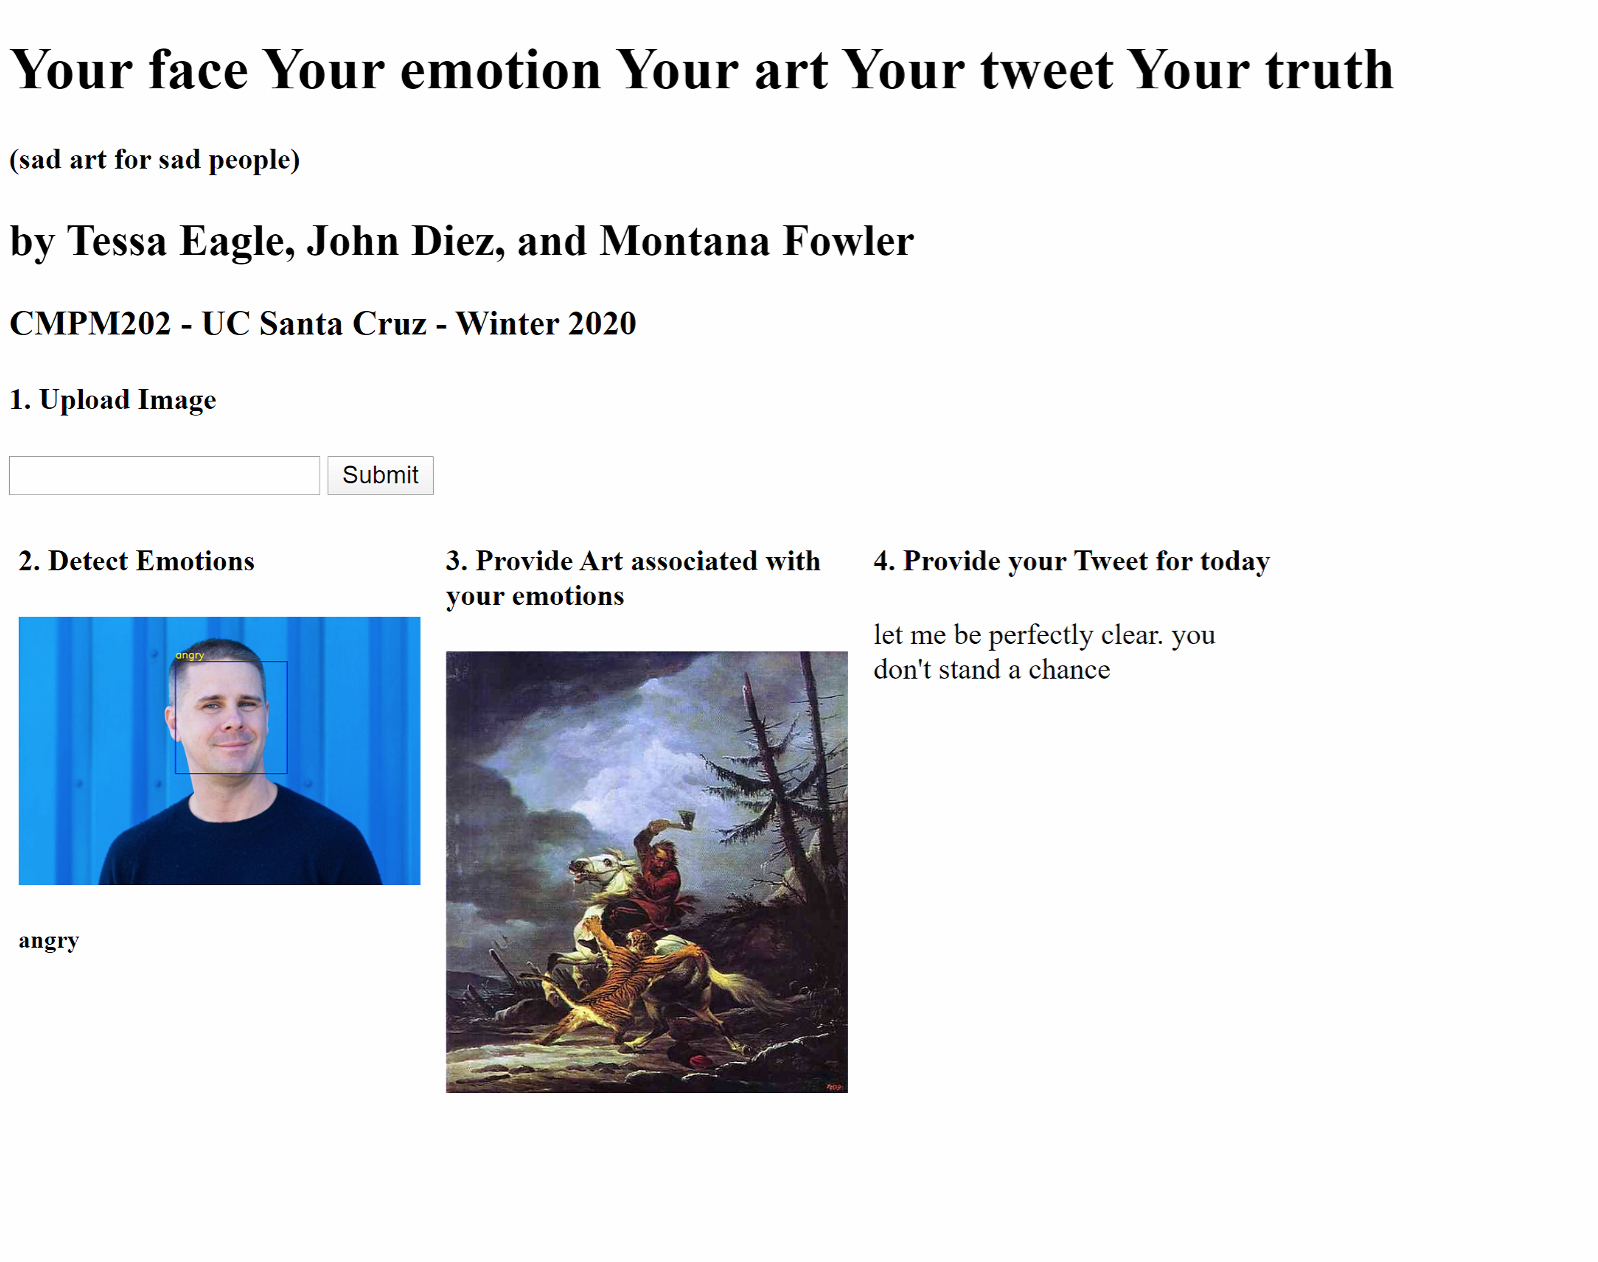 Your face Your emotion Your art Your tweet Your truth
(sad art for sad people)
by Tessa Eagle, John Diez, and Montana Fowler
CMPM202 - UC Santa Cruz - Winter 2020
1. Upload Image
Submit
2. Detect Emotions
angry
angry
3. Provide Art associated with
your emotions
4. Provide your Tweet for today
let me be perfectly clear. you
don't stand a chance